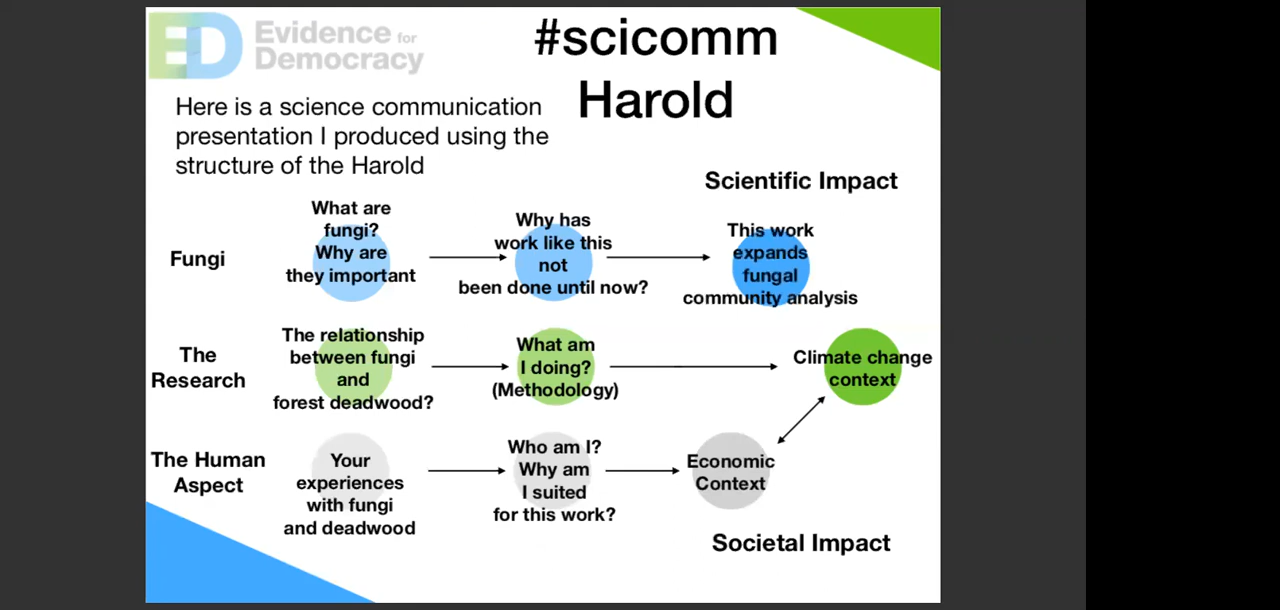 Evidence for
Democracy
#scicomm
Harold
Here is a science communication
presentation I produced using the
structure of the Harold
Scientific Impact
Fungi
What are
fungi?
Why are
they important
Why has
work like this
not
been done until now?
This work
expands
fungal
community analysis
The
Research
The relationship
between fungi
and
forest deadwood?
What am
I doing?
(Methodology)
Climate change
context
The Human
Aspect
Your
experiences
with fungi
and deadwood
Who am I?
Why am
I suited
for this work?
Economic
Context
Societal Impact